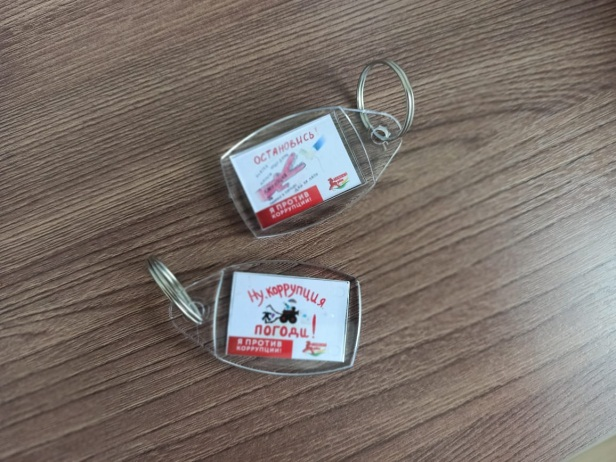 ОСТАНОВИСЬ!
Я ПРОТИВ
КОРРУПЦИИ!
Ну, коррупция
ПОГОДИ!
Я ПРОТИВ
КОРРУПЦИИ!